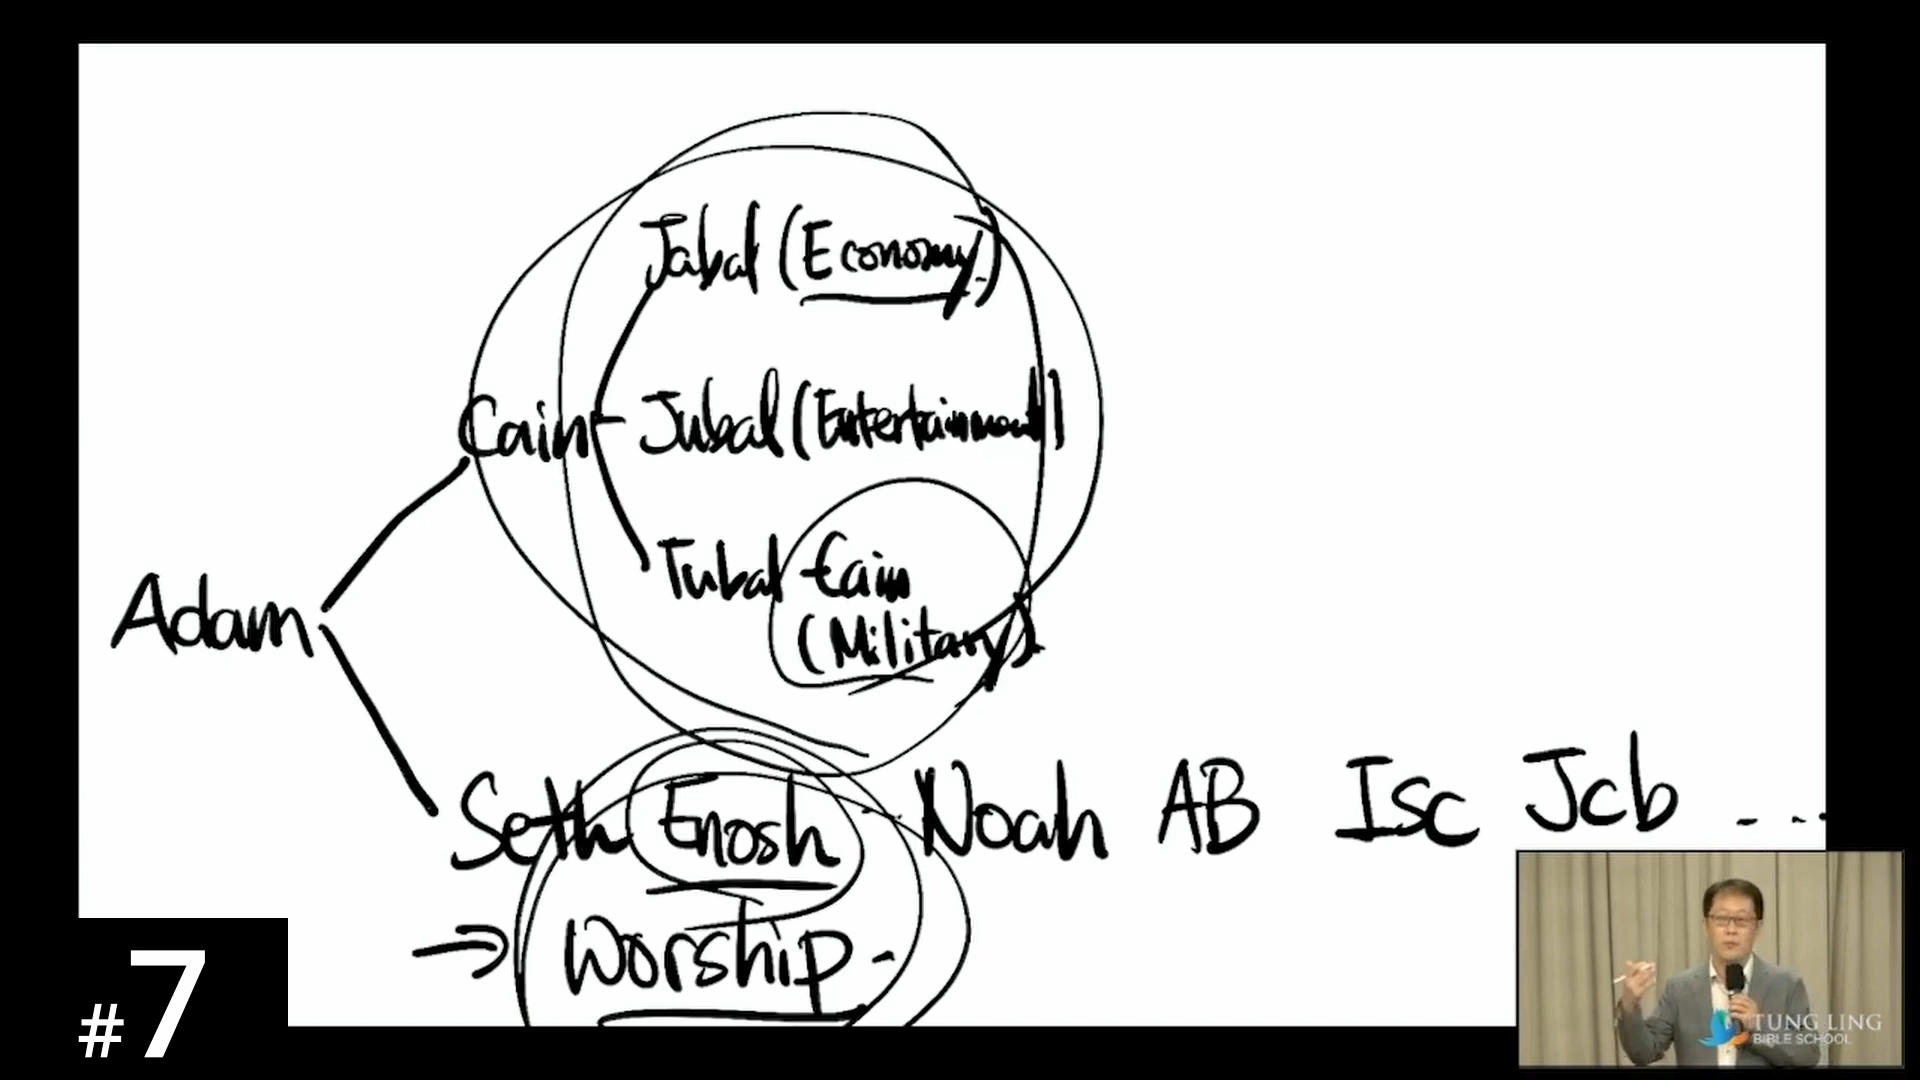 Jabal (Economy)
Cain - Jubal (Entertainment)
Tubal Cain
(Military)
Adam
Seth Enosh Noah AB Isc Jcb ...
→ Worship.
#7
TUNG LING
BIBLE SCHOOL